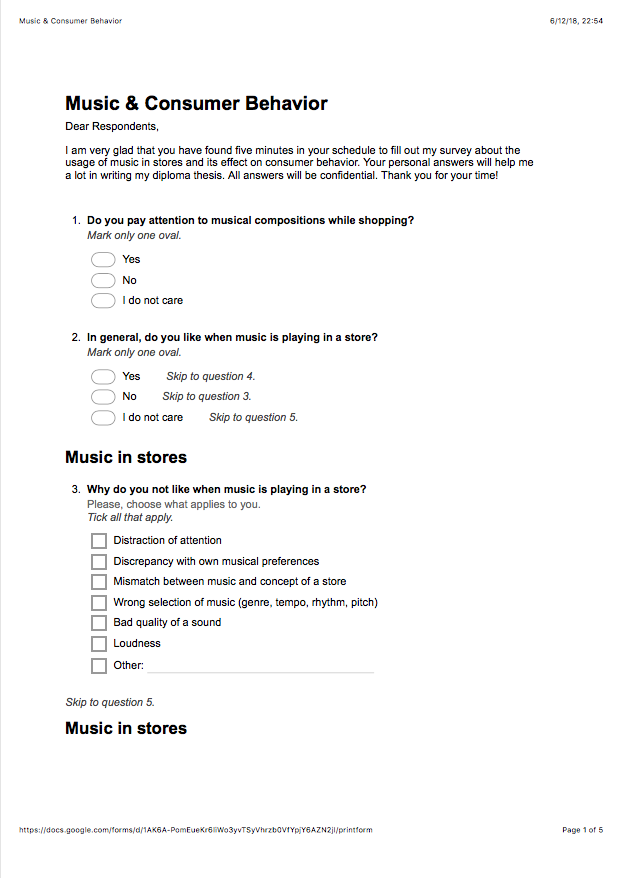 Music & Consumer Behavior 6/12/18, 22:54
Music & Consumer Behavior
Dear Respondents,
I am very glad that you have found five minutes in your schedule to fill out my survey about the
usage of music in stores and its effect on consumer behavior. Your personal answers will help me
a lot in writing my diploma thesis. All answers will be confidential. Thank you for your time!
1. Do you pay attention to musical compositions while shopping?
Mark only one oval.
Yes
No
I do not care
2. In general, do you like when music is playing in a store?
Mark only one oval.
Yes Skip to question 4.
No Skip to question 3.
I do not care Skip to question 5.
Music in stores
3. Why do you not like when music is playing in a store?
Please, choose what applies to you.
Tick all that apply.
Distraction of attention
Discrepancy with own musical preferences
Mismatch between music and concept of a store
Wrong selection of music (genre, tempo, rhythm, pitch)
Bad quality of a sound
Loudness
Other:
Skip to question 5.
Music in stores
Page 1 of 5